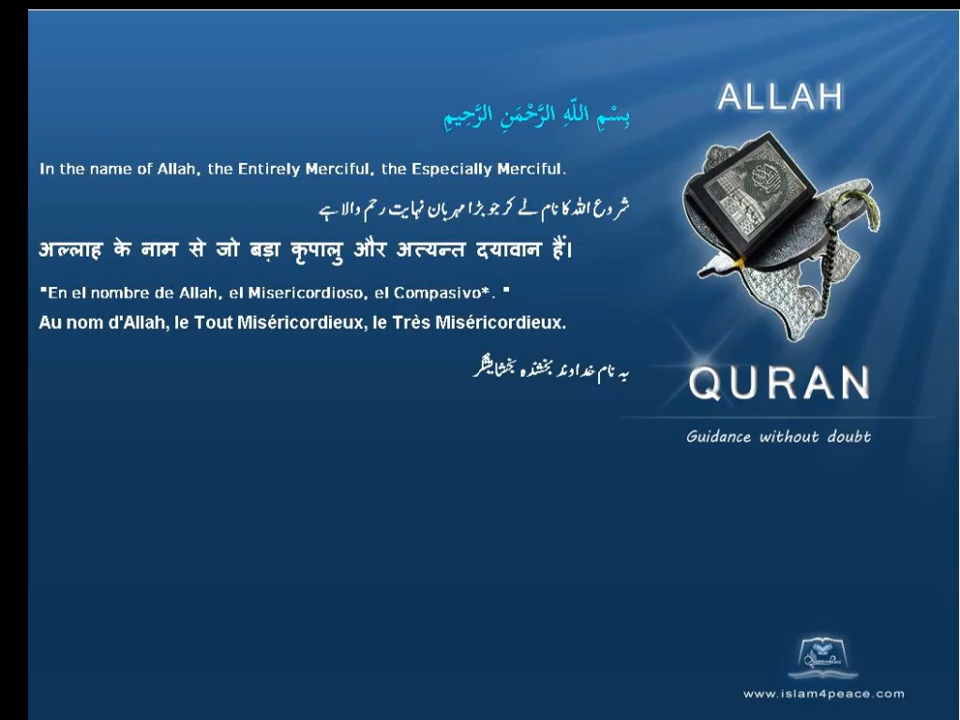 بِسْمِ اللَّهِ الرَّحْمَنِ الرَّحِيمِ
In the name of Allah, the Entirely Merciful, the Especially Merciful.
شروع اللہ کا نام لے کر جو بڑا مہربان نہایت رحم والا ہے
अल्लाह के नाम से जो बड़ा कृपालु और अत्यन्त दयावान हैं।
"En el nombre de Allah, el Misericordioso, el Compasivo*. "
Au nom d'Allah, le Tout Miséricordieux, le Très Miséricordieux.
به نام خداوند بخشنده بخشایشگر
ALLAH
QURAN
Guidance without doubt
www.islam4peace.com